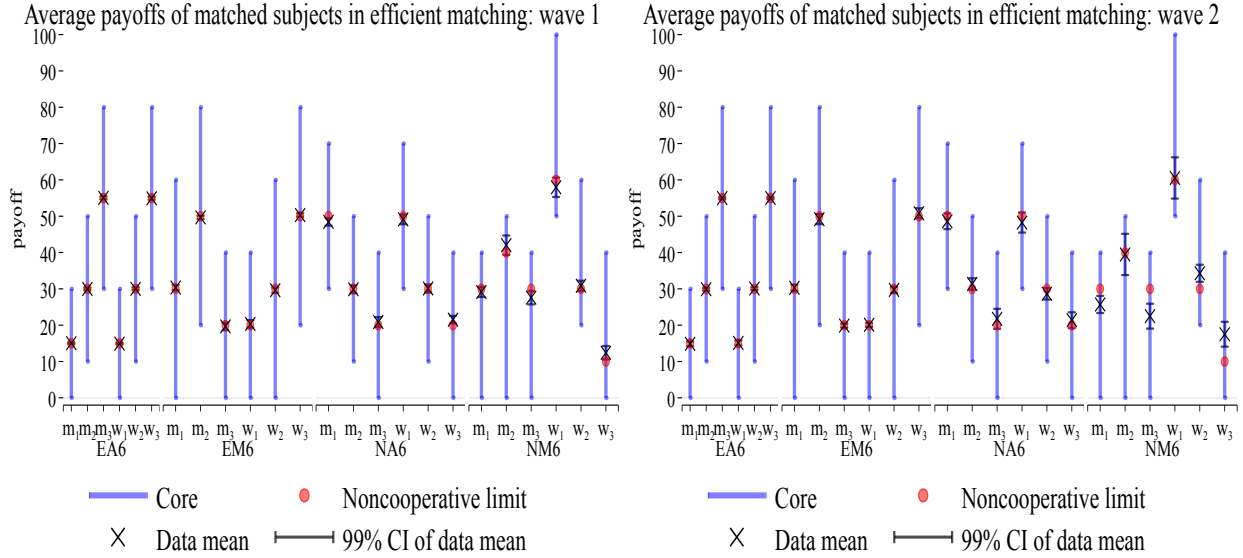 Average payoffs of matched subjects in efficient matching: wave 1
100
90
80
70
60
50
40
30
20
10
0
payoff
m₁ m₂ m₃ w₁ w₂ w₃ m₁ m₂ m₃ w₁ w₂ w₃ m₁ m₂ m₃ w₁ w₂ w₃ m₁ m₂ m₃ w₁ w₂ w₃
EA6 EM6 NA6 NM6
Core Noncooperative limit
Data mean 99% CI of data mean
Average payoffs of matched subjects in efficient matching: wave 2
100
90
80
70
60
50
40
30
20
10
0
payoff
m₁ m₂ m₃ w₁ w₂ w₃ m₁ m₂ m₃ w₁ w₂ w₃ m₁ m₂ m₃ w₁ w₂ w₃ m₁ m₂ m₃ w₁ w₂ w₃
EA6 EM6 NA6 NM6
Core Noncooperative limit
Data mean 99% CI of data mean